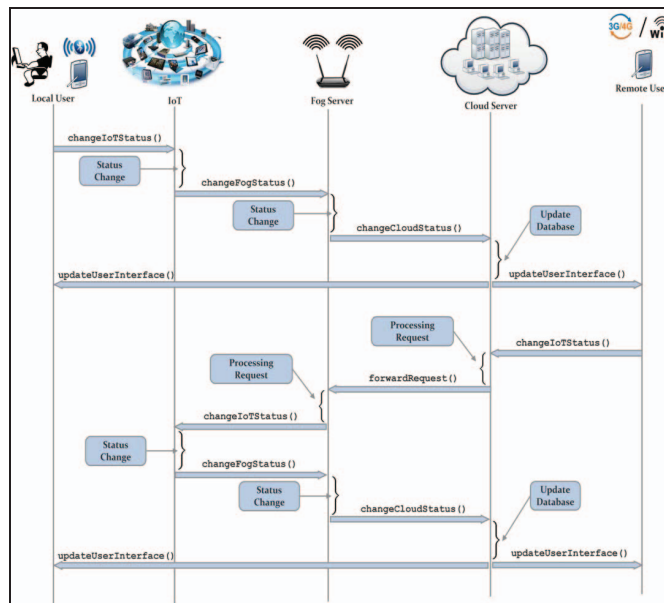 3G/4G / Wi
Local User
IoT
Fog Server
Cloud Server
Remote Use
changeIoTStatus()
Status
Change
changeFogStatus()
Status
Change
changeCloudStatus()
Update
Database
updateUserInterface()
updateUserInterface()
Processing
Request
changeIoTStatus()
Processing
Request
forwardRequest()
changeIoTStatus()
Status
Change
changeFogStatus()
Status
Change
changeCloudStatus()
Update
Database
updateUserInterface()
updateUserInterface()